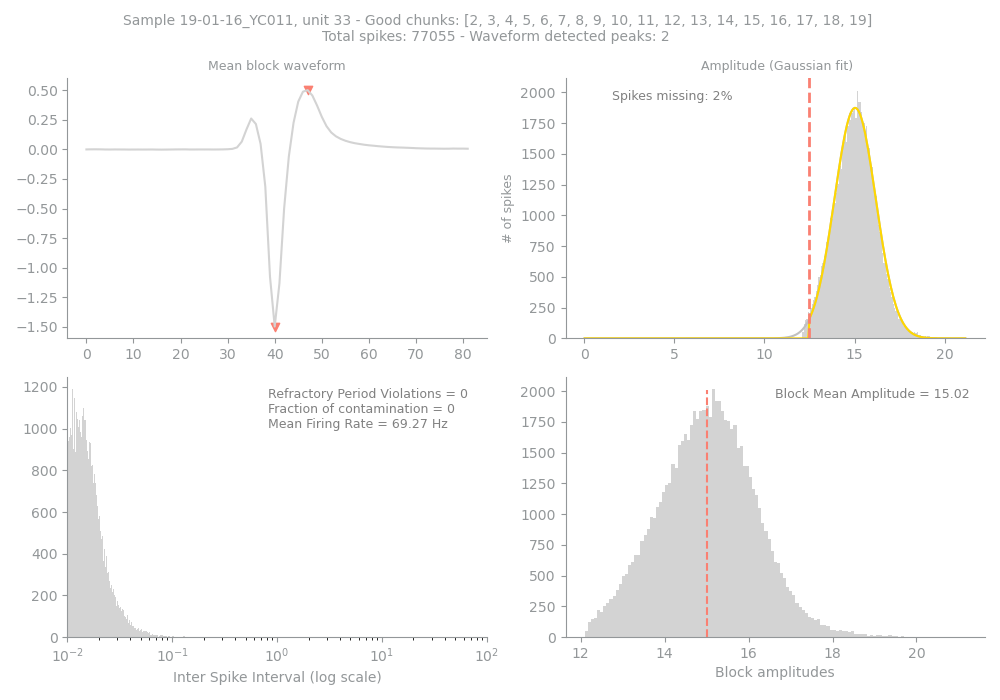 Sample 19-01-16_YC011, unit 33 - Good chunks: [2, 3, 4, 5, 6, 7, 8, 9, 10, 11, 12, 13, 14, 15, 16, 17, 18, 19]
Total spikes: 77055 - Waveform detected peaks: 2
Mean block waveform
0.50
0.25
0.00
−0.25
−0.50
−0.75
−1.00
−1.25
−1.50
0 10 20 30 40 50 60 70 80
Amplitude (Gaussian fit)
Spikes missing: 2%
# of spikes
2000
1750
1500
1250
1000
750
500
250
0
0 5 10 15 20
Refractory Period Violations = 0
Fraction of contamination = 0
Mean Firing Rate = 69.27 Hz
1200
1000
800
600
400
200
0
10⁻² 10⁻¹ 10⁰ 10¹ 10²
Inter Spike Interval (log scale)
Block Mean Amplitude = 15.02
2000
1750
1500
1250
1000
750
500
250
0
12 14 16 18 20
Block amplitudes